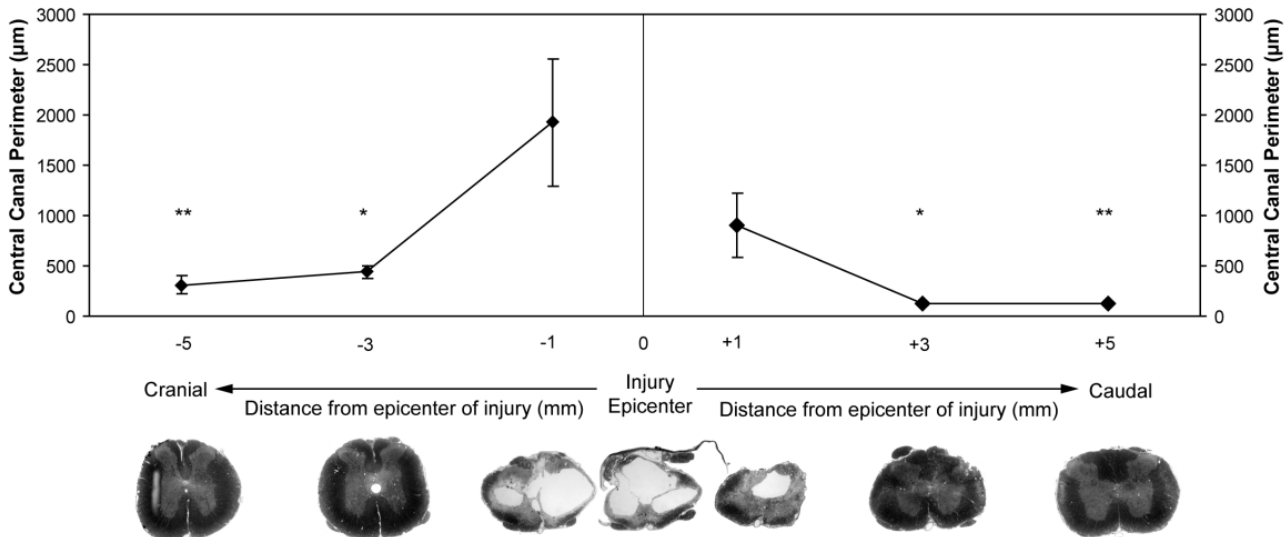 3000
2500
2000
1500
1000
500
0
Central Canal Perimeter (µm)
** * * **
3000
2500
2000
1500
1000
500
0
Central Canal Perimeter (µm)
-5 -3 -1 0 +1 +3 +5
Cranial Injury Epicenter Caudal
Distance from epicenter of injury (mm) Distance from epicenter of injury (mm)